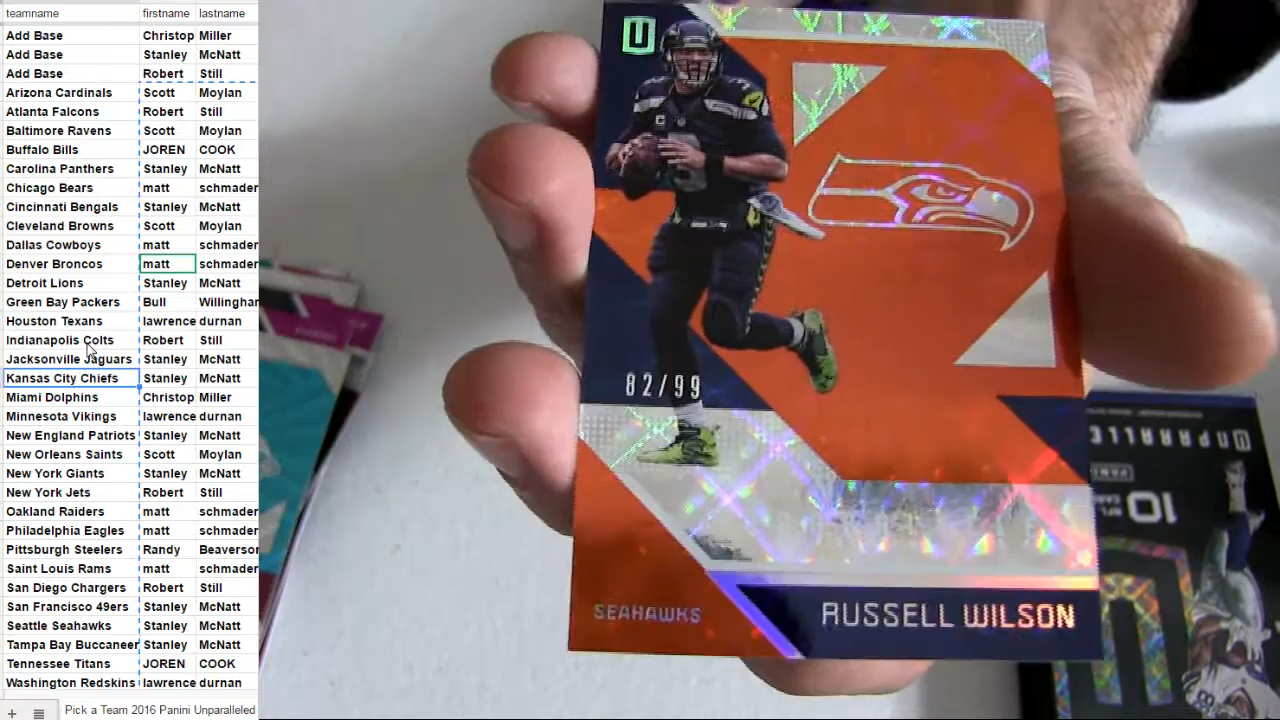 teamname firstname lastname
Add Base Christop Miller
Add Base Stanley McNatt
Add Base Robert Still
Arizona Cardinals Scott Moylan
Atlanta Falcons Robert Still
Baltimore Ravens Scott Moylan
Buffalo Bills JOREN COOK
Carolina Panthers Stanley McNatt
Chicago Bears matt schmader
Cincinnati Bengals Stanley McNatt
Cleveland Browns Scott Moylan
Dallas Cowboys matt schmader
Denver Broncos matt schmader
Detroit Lions Stanley McNatt
Green Bay Packers Bull Willinghar
Houston Texans lawrence durnan
Indianapolis Colts Robert Still
Jacksonville Jaguars Stanley McNatt
Kansas City Chiefs Stanley McNatt
Miami Dolphins Christop Miller
Minnesota Vikings lawrence durnan
New England Patriots Stanley McNatt
New Orleans Saints Scott Moylan
New York Giants Stanley McNatt
New York Jets Robert Still
Oakland Raiders matt schmader
Philadelphia Eagles matt schmader
Pittsburgh Steelers Randy Beaverson
Saint Louis Rams matt schmader
San Diego Chargers Robert Still
San Francisco 49ers Stanley McNatt
Seattle Seahawks Stanley McNatt
Tampa Bay Buccaneer Stanley McNatt
Tennessee Titans JOREN COOK
Washington Redskins lawrence durnan
Pick a Team 2016 Panini Unparalleled
U
82/99
SEAHAWKS
RUSSELL WILSON
PANINI
10